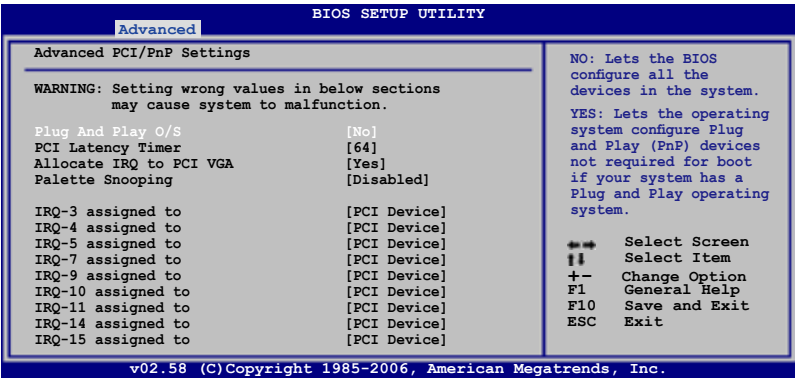 BIOS SETUP UTILITY
Advanced
Advanced PCI/PnP Settings
WARNING: Setting wrong values in below sections
may cause system to malfunction.
Plug And Play O/S [No]
PCI Latency Timer [64]
Allocate IRQ to PCI VGA [Yes]
Palette Snooping [Disabled]
IRQ-3 assigned to [PCI Device]
IRQ-4 assigned to [PCI Device]
IRQ-5 assigned to [PCI Device]
IRQ-7 assigned to [PCI Device]
IRQ-9 assigned to [PCI Device]
IRQ-10 assigned to [PCI Device]
IRQ-11 assigned to [PCI Device]
IRQ-14 assigned to [PCI Device]
IRQ-15 assigned to [PCI Device]
NO: Lets the BIOS
configure all the
devices in the system.
YES: Lets the operating
system configure Plug
and Play (PnP) devices
not required for boot
if your system has a
Plug and Play operating
system.
←→ Select Screen
↑↓ Select Item
+- Change Option
F1 General Help
F10 Save and Exit
ESC Exit
v02.58 (C)Copyright 1985-2006, American Megatrends, Inc.